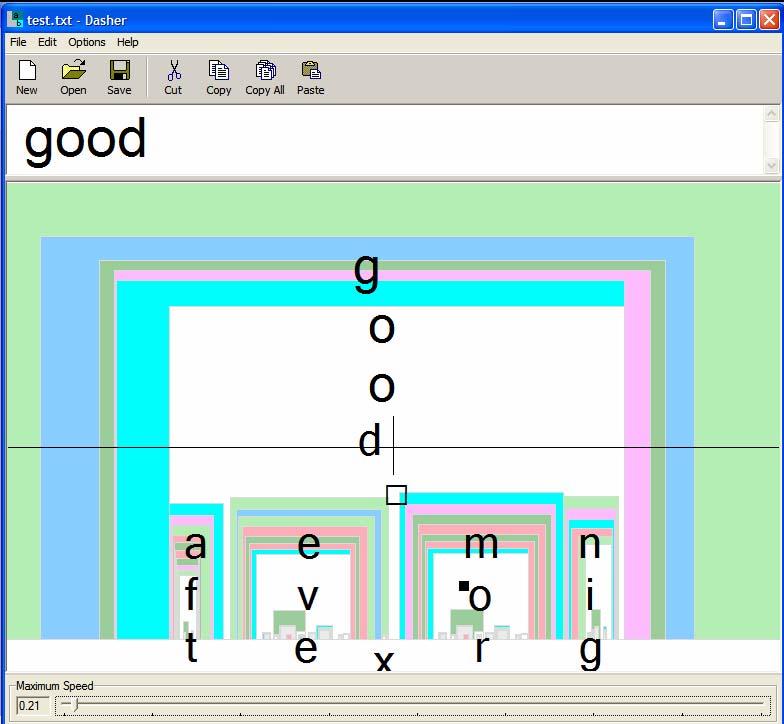 test.txt - Dasher
File Edit Options Help
New Open Save Cut Copy Copy All Paste
good
g
o
o
d
a e m n
f v o i
t e x r g
Maximum Speed
0.21